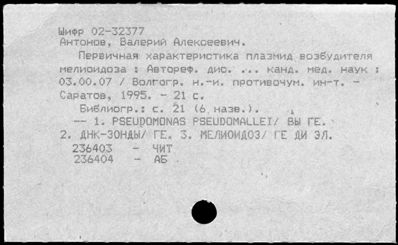 Шифр 02-32377
Антонов, Валерий Алексеевич.
Первичная характеристика плазмид возбудителя
мелиоидоза : Автореф. дис. ... канд. мед. наук :
03.00.07 / Волгогр. н.-и. противочум. ин-т. -
Саратов, 1995. - 21 с.
Библиогр.: с. 21 (6 назв.).
-- 1. PSEUDOMONAS PSEUDOMALLEI/ ВЫ ГЕ.
2. ДНК-ЗОНДЫ/ ГЕ. 3. МЕЛИОИДОЗ/ ГЕ ДИ ЭЛ.
236403 - ЧИТ
236404 - АБ